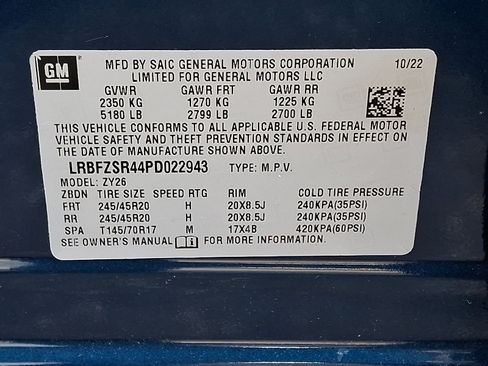 GM
MFD BY SAIC GENERAL MOTORS CORPORATION 10/22
LIMITED FOR GENERAL MOTORS LLC
GVWR GAWR FRT GAWR RR
2350 KG 1270 KG 1225 KG
5180 LB 2799 LB 2700 LB
THIS VEHICLE CONFORMS TO ALL APPLICABLE U.S. FEDERAL MOTOR
VEHICLE SAFETY, BUMPER, AND THEFT PREVENTION STANDARDS IN EFFECT ON THE
DATE OF MANUFACTURE SHOWN ABOVE.
LRBFZSR44PD022943 TYPE: M.P.V.
MODEL: ZY26
ZBDN TIRE SIZE SPEED RTG RIM COLD TIRE PRESSURE
FRT 245/45R20 H 20X8.5J 240KPA(35PSI)
RR 245/45R20 H 20X8.5J 240KPA(35PSI)
SPA T145/70R17 M 17X4B 420KPA(60PSI)
SEE OWNER'S MANUAL FOR MORE INFORMATION